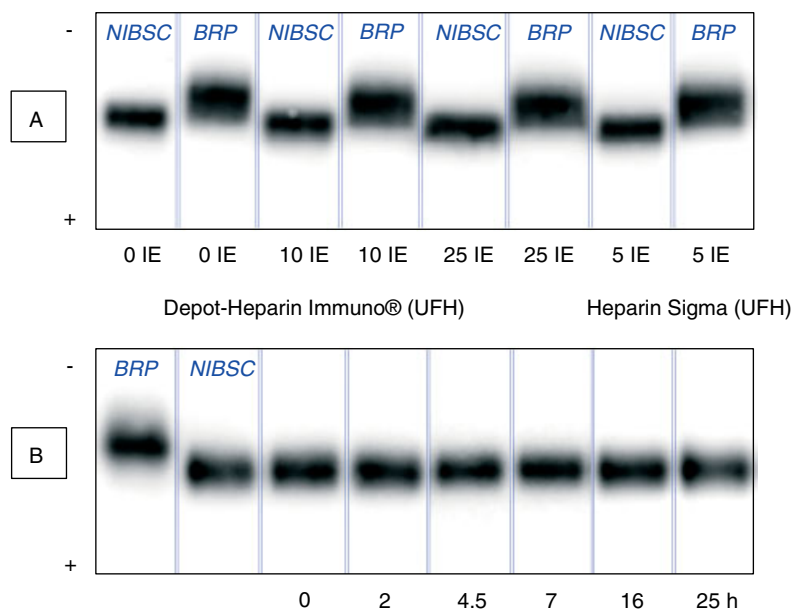 - NIBSC BRP NIBSC BRP NIBSC BRP NIBSC BRP
A
+
0 IE 0 IE 10 IE 10 IE 25 IE 25 IE 5 IE 5 IE
Depot-Heparin Immuno® (UFH) Heparin Sigma (UFH)
- BRP NIBSC
B
+
0 2 4.5 7 16 25 h